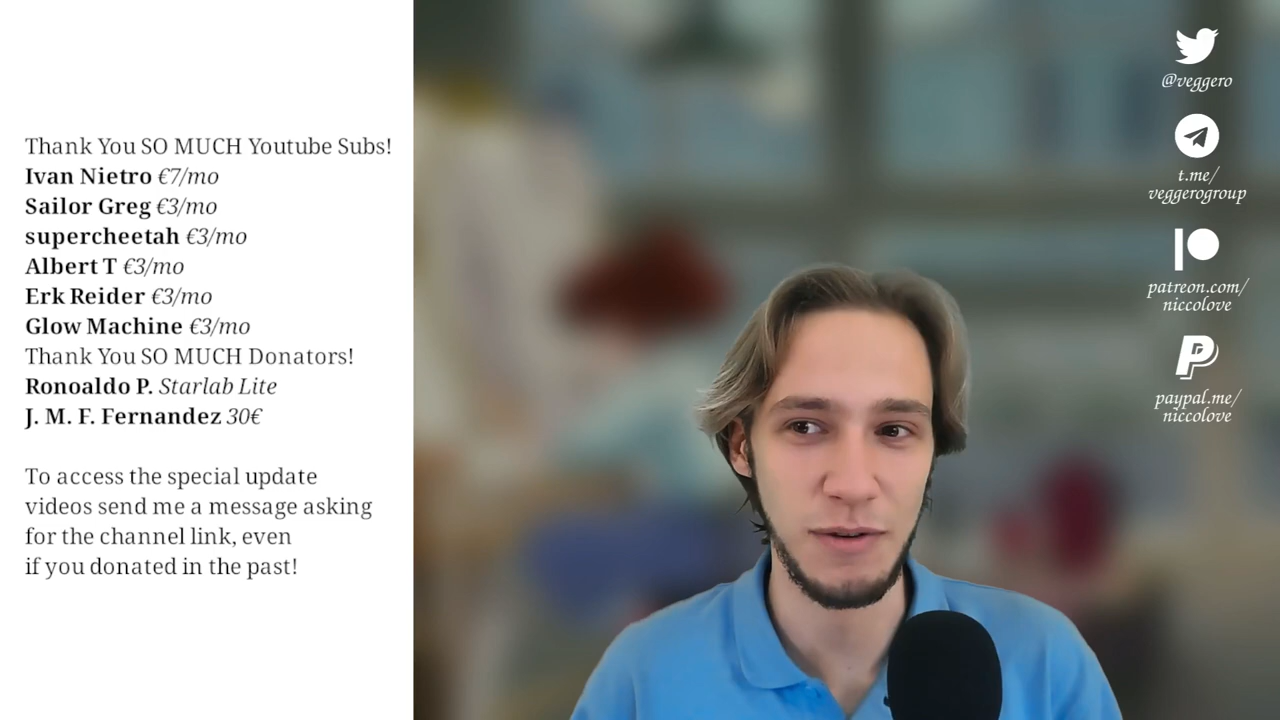 Thank You SO MUCH Youtube Subs!
Ivan Nietro €7/mo
Sailor Greg €3/mo
supercheetah €3/mo
Albert T €3/mo
Erk Reider €3/mo
Glow Machine €3/mo
Thank You SO MUCH Donators!
Ronoaldo P. Starlab Lite
J. M. F. Fernandez 30€
To access the special update
videos send me a message asking
for the channel link, even
if you donated in the past!
@veggero
t.me/
veggerogroup
patreon.com/
niccolove
paypal.me/
niccolove